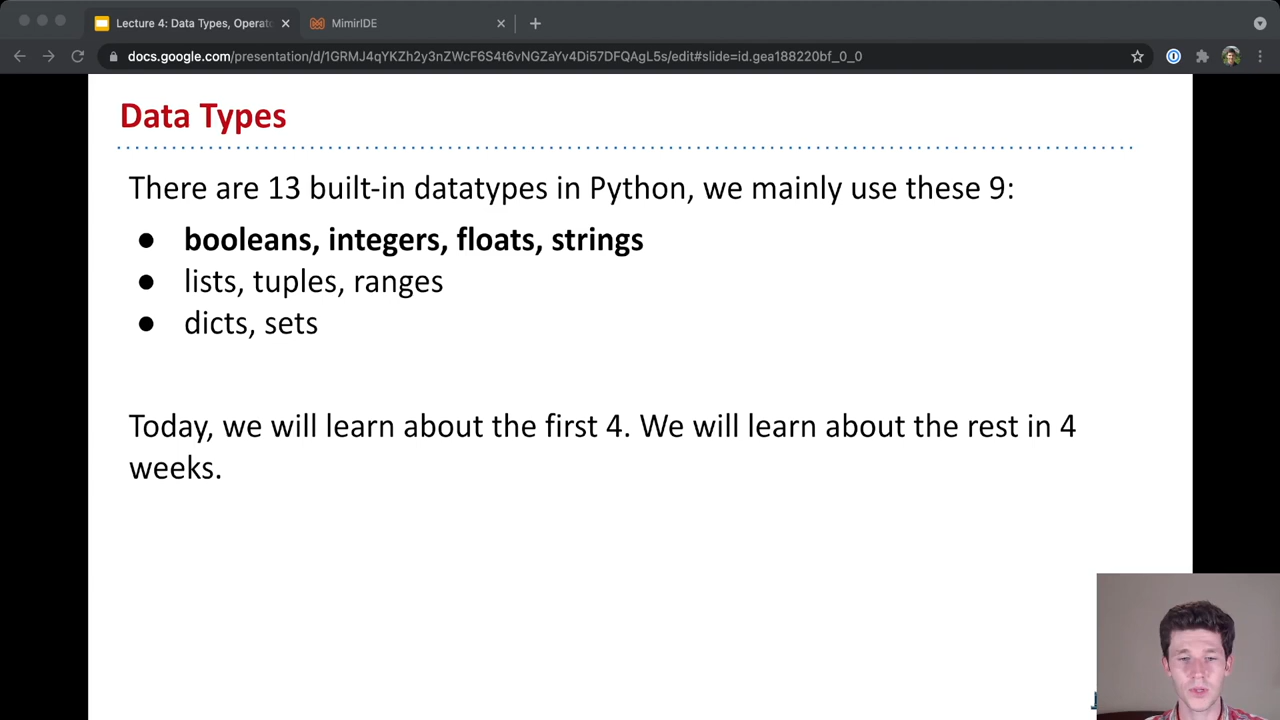 Lecture 4: Data Types, Operat
MimirIDE
docs.google.com/presentation/d/1GRMJ4qYKZh2y3nZWcF6S4t6vNGZaYv4Di57DFQAgL5s/edit#slide=id.gea188220bf_0_0
Data Types
There are 13 built-in datatypes in Python, we mainly use these 9:
● booleans, integers, floats, strings
● lists, tuples, ranges
● dicts, sets
Today, we will learn about the first 4. We will learn about the rest in 4
weeks.